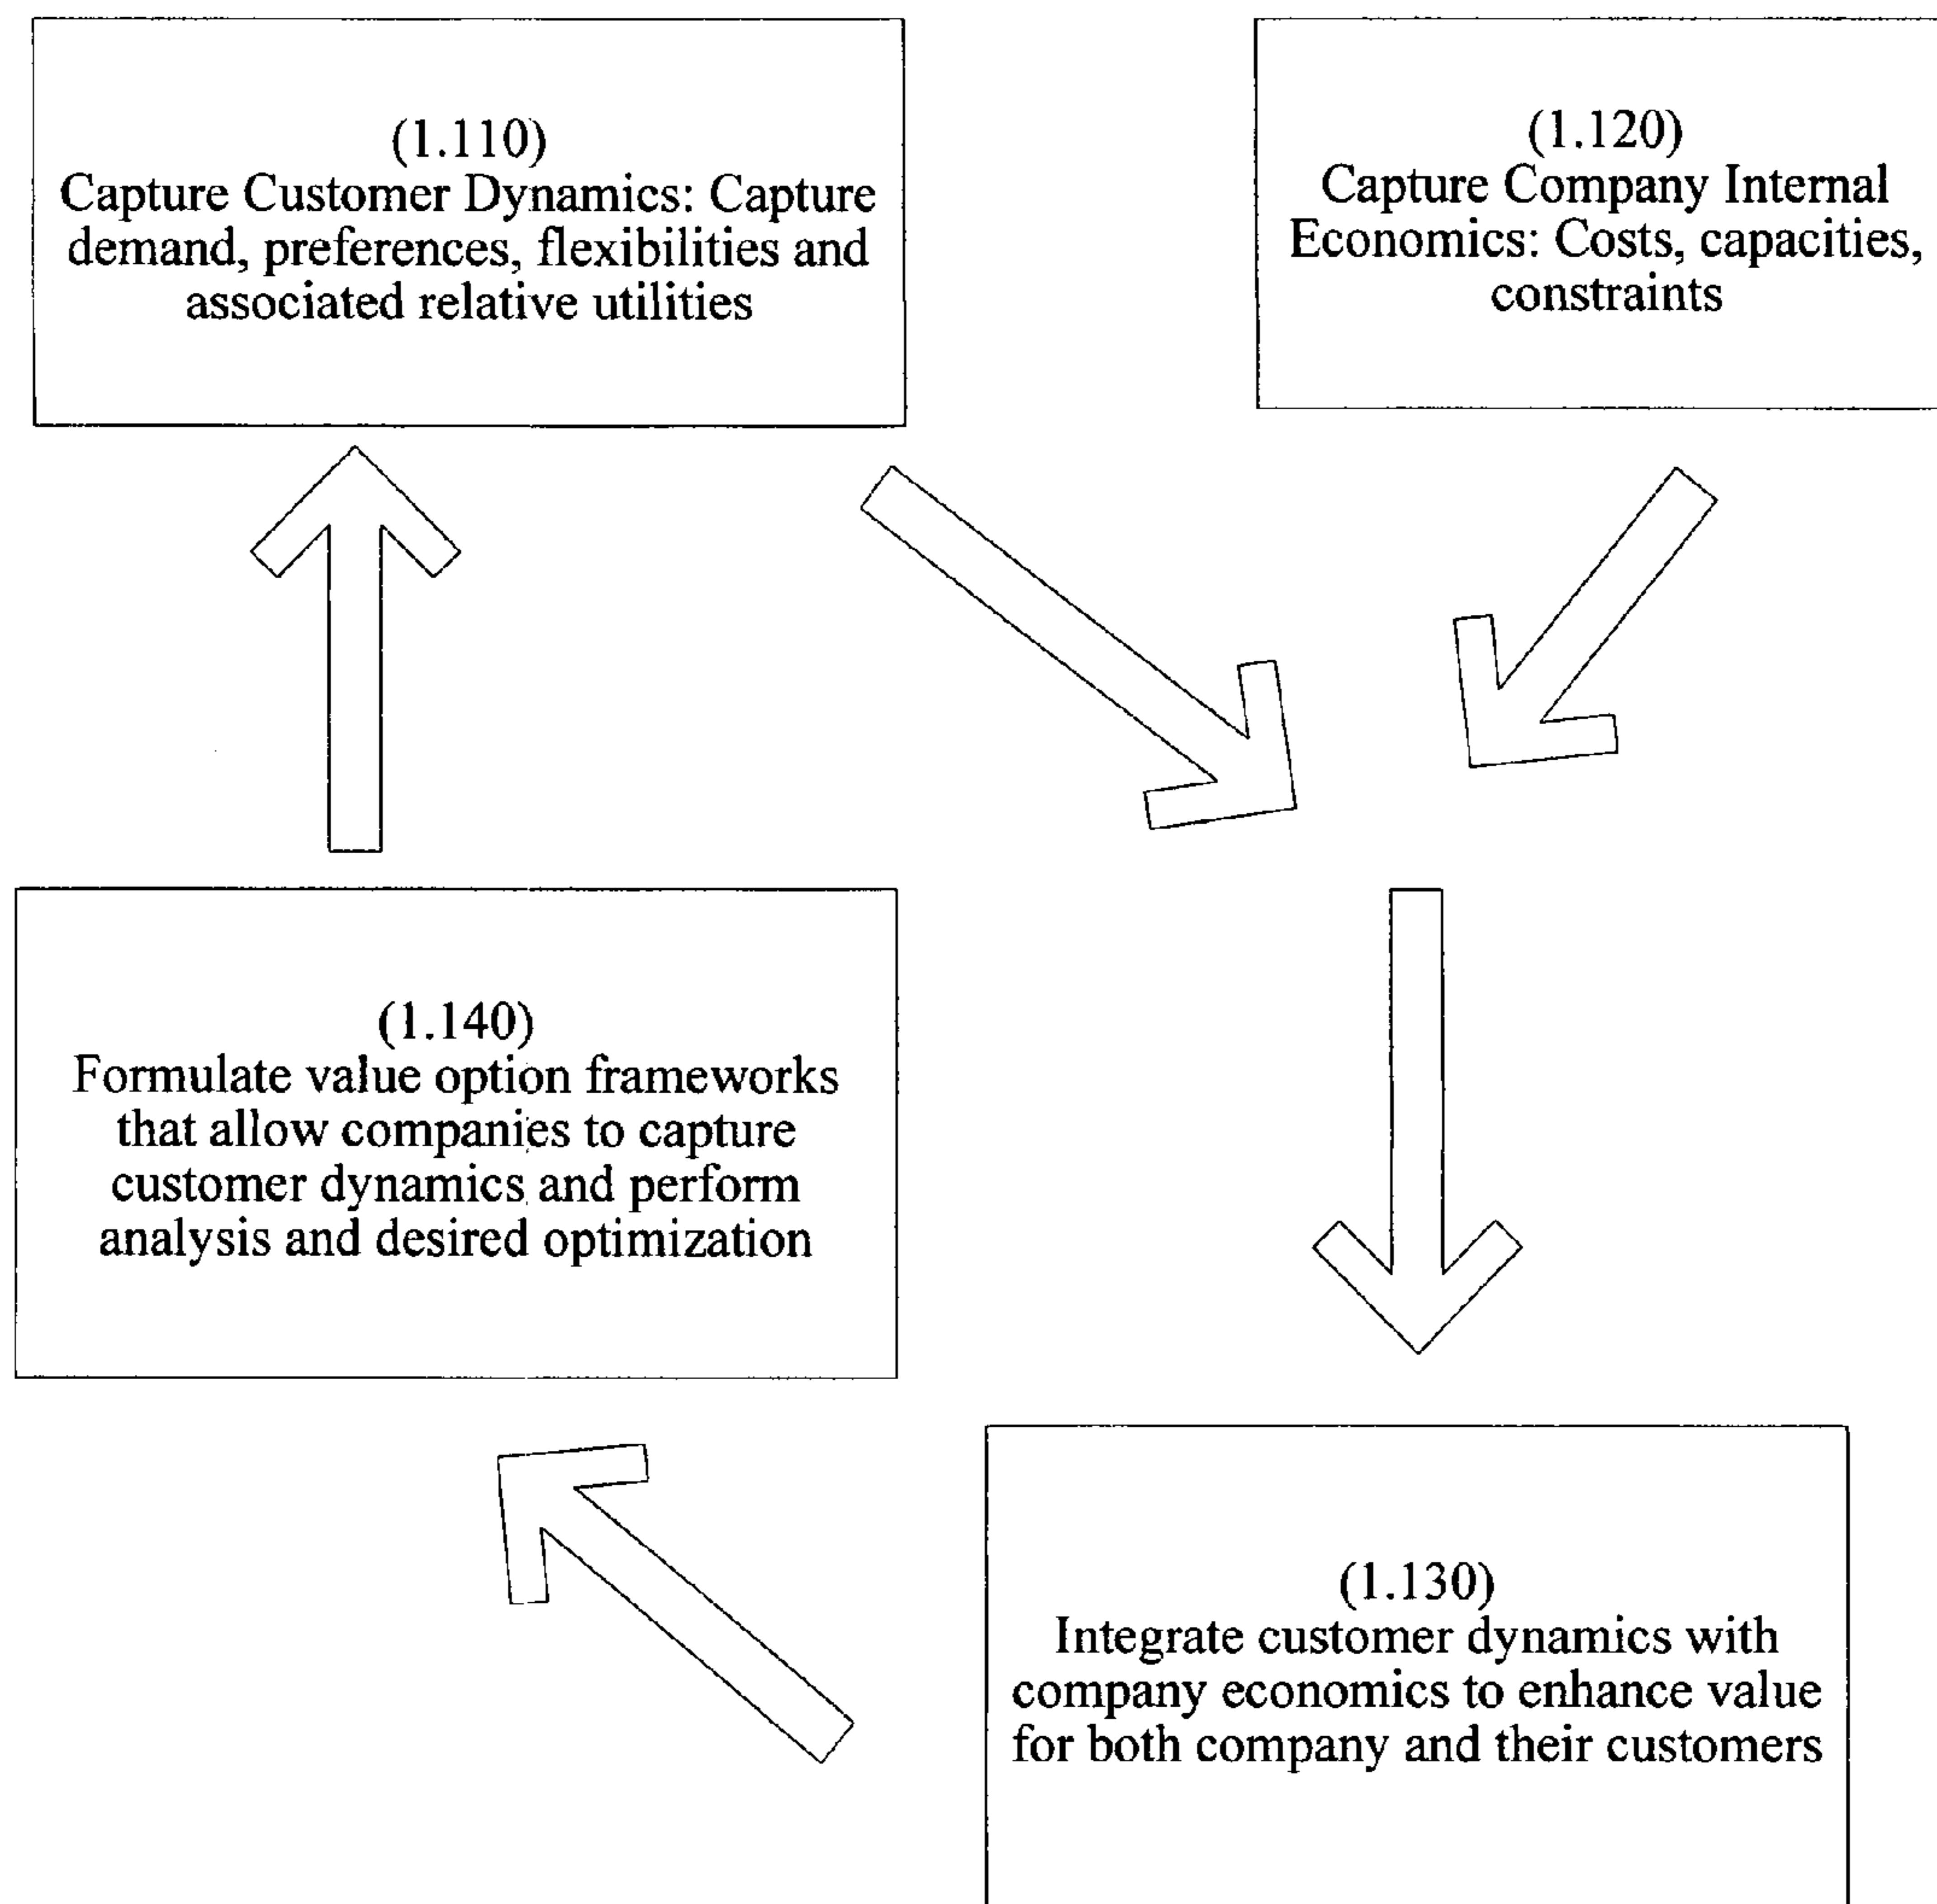 (1.110)
Capture Customer Dynamics: Capture
demand, preferences, flexibilities and
associated relative utilities
(1.120)
Capture Company Internal
Economics: Costs, capacities,
constraints
(1.140)
Formulate value option frameworks
that allow companies to capture
customer dynamics and perform
analysis and desired optimization
(1.130)
Integrate customer dynamics with
company economics to enhance value
for both company and their customers